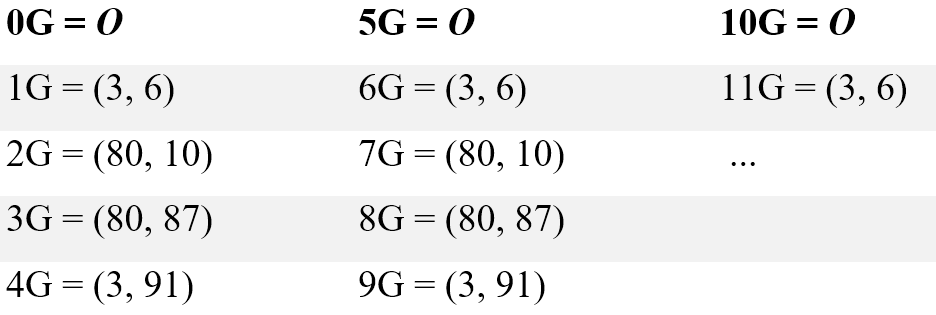 0G = O
1G = (3, 6)
2G = (80, 10)
3G = (80, 87)
4G = (3, 91)
5G = O
6G = (3, 6)
7G = (80, 10)
8G = (80, 87)
9G = (3, 91)
10G = O
11G = (3, 6)
...